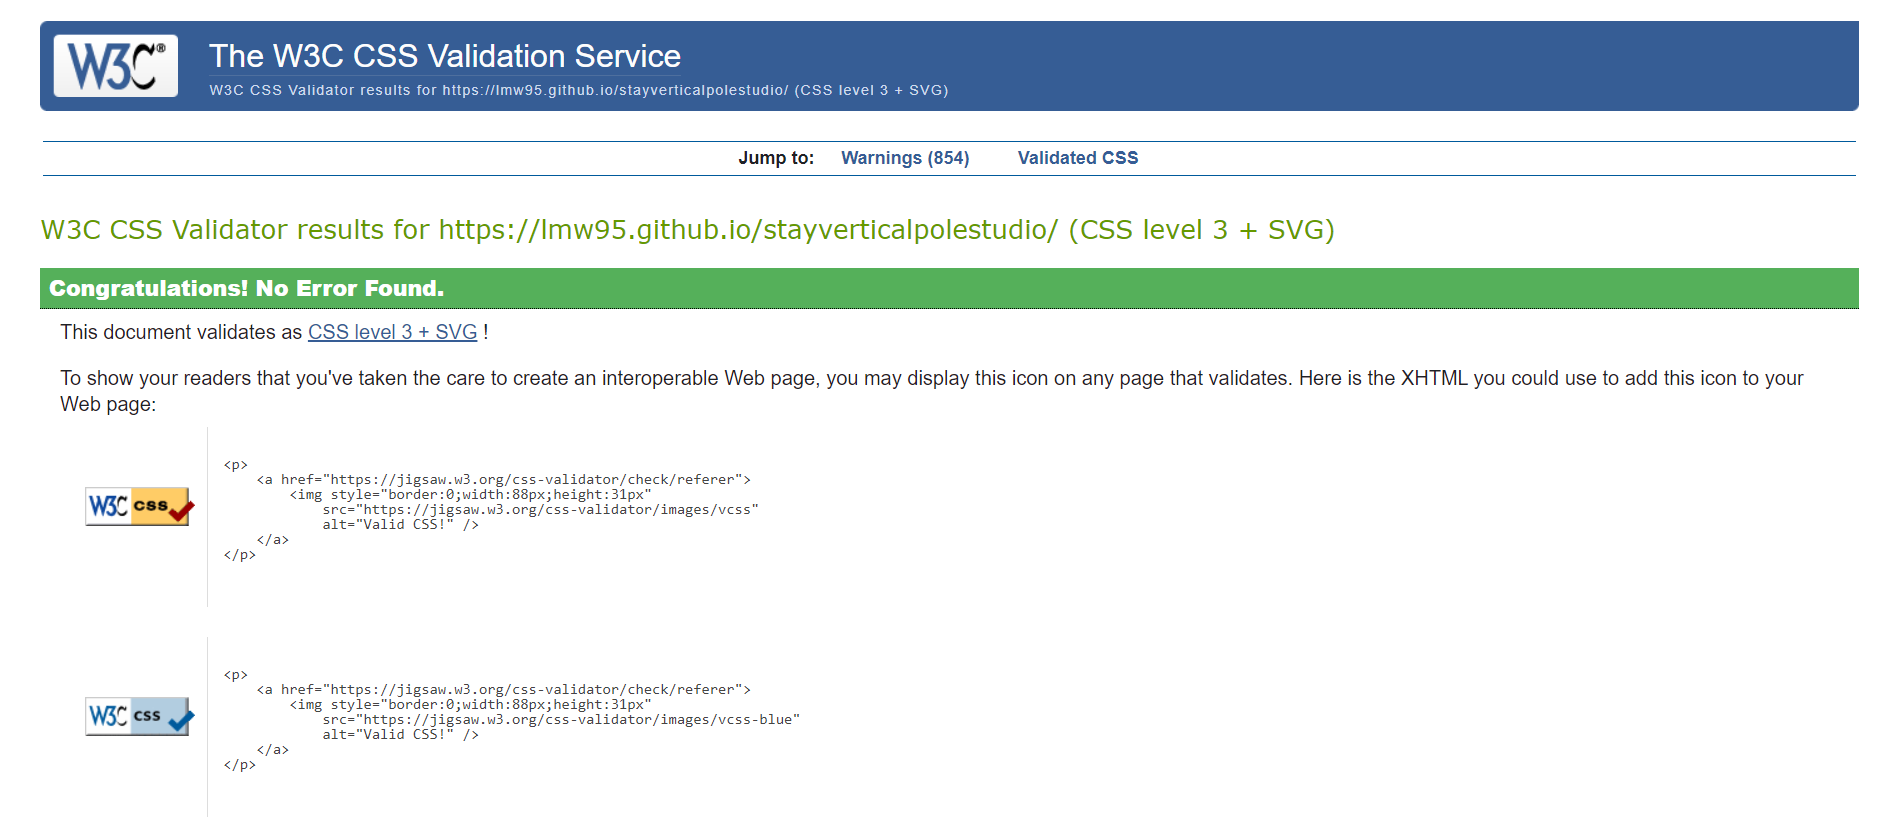 W3C®
The W3C CSS Validation Service
W3C CSS Validator results for https://lmw95.github.io/stayverticalpolestudio/ (CSS level 3 + SVG)
Jump to: Warnings (854) Validated CSS
W3C CSS Validator results for https://lmw95.github.io/stayverticalpolestudio/ (CSS level 3 + SVG)
Congratulations! No Error Found.
This document validates as CSS level 3 + SVG !
To show your readers that you've taken the care to create an interoperable Web page, you may display this icon on any page that validates. Here is the XHTML you could use to add this icon to your
Web page:
W3C css
<p>
    <a href="https://jigsaw.w3.org/css-validator/check/referer">
        <img style="border:0;width:88px;height:31px"
            src="https://jigsaw.w3.org/css-validator/images/vcss"
            alt="Valid CSS!" />
    </a>
</p>
W3C css
<p>
    <a href="https://jigsaw.w3.org/css-validator/check/referer">
        <img style="border:0;width:88px;height:31px"
            src="https://jigsaw.w3.org/css-validator/images/vcss-blue"
            alt="Valid CSS!" />
    </a>
</p>